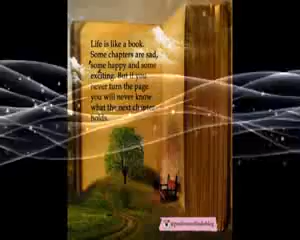 Life is like a book.
Some chapters are sad,
some happy and some
exciting. But if you
never turn the page
you will never know
what the next chapter
holds.